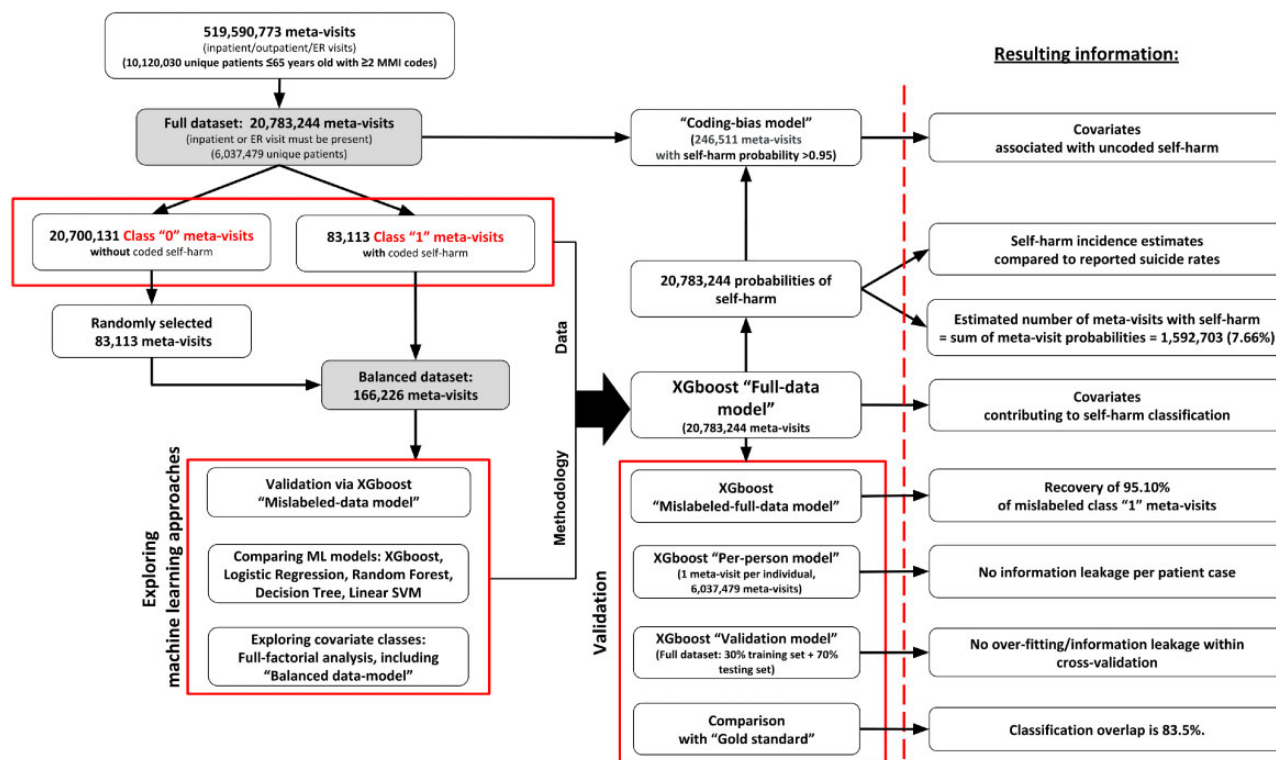 519,590,773 meta-visits
(inpatient/outpatient/ER visits)
(10,120,030 unique patients ≤65 years old with ≥2 MMI codes)
Full dataset: 20,783,244 meta-visits
(inpatient or ER visit must be present)
(6,037,479 unique patients)
20,700,131 Class “0” meta-visits
without coded self-harm
83,113 Class “1” meta-visits
with coded self-harm
Randomly selected
83,113 meta-visits
Balanced dataset:
166,226 meta-visits
Exploring
machine learning approaches
Validation via XGboost
“Mislabeled-data model”
Comparing ML models: XGboost,
Logistic Regression, Random Forest,
Decision Tree, Linear SVM
Exploring covariate classes:
Full-factorial analysis, including
“Balanced data-model”
Data
Methodology
“Coding-bias model”
(246,511 meta-visits
with self-harm probability >0.95)
20,783,244 probabilities of
self-harm
XGboost “Full-data
model”
(20,783,244 meta-visits
Validation
XGboost
“Mislabeled-full-data model”
XGboost “Per-person model”
(1 meta-visit per individual,
6,037,479 meta-visits)
XGboost “Validation model”
(Full dataset: 30% training set + 70%
testing set)
Comparison
with “Gold standard”
Resulting information:
Covariates
associated with uncoded self-harm
Self-harm incidence estimates
compared to reported suicide rates
Estimated number of meta-visits with self-harm
= sum of meta-visit probabilities = 1,592,703 (7.66%)
Covariates
contributing to self-harm classification
Recovery of 95.10%
of mislabeled class “1” meta-visits
No information leakage per patient case
No over-fitting/information leakage within
cross-validation
Classification overlap is 83.5%.